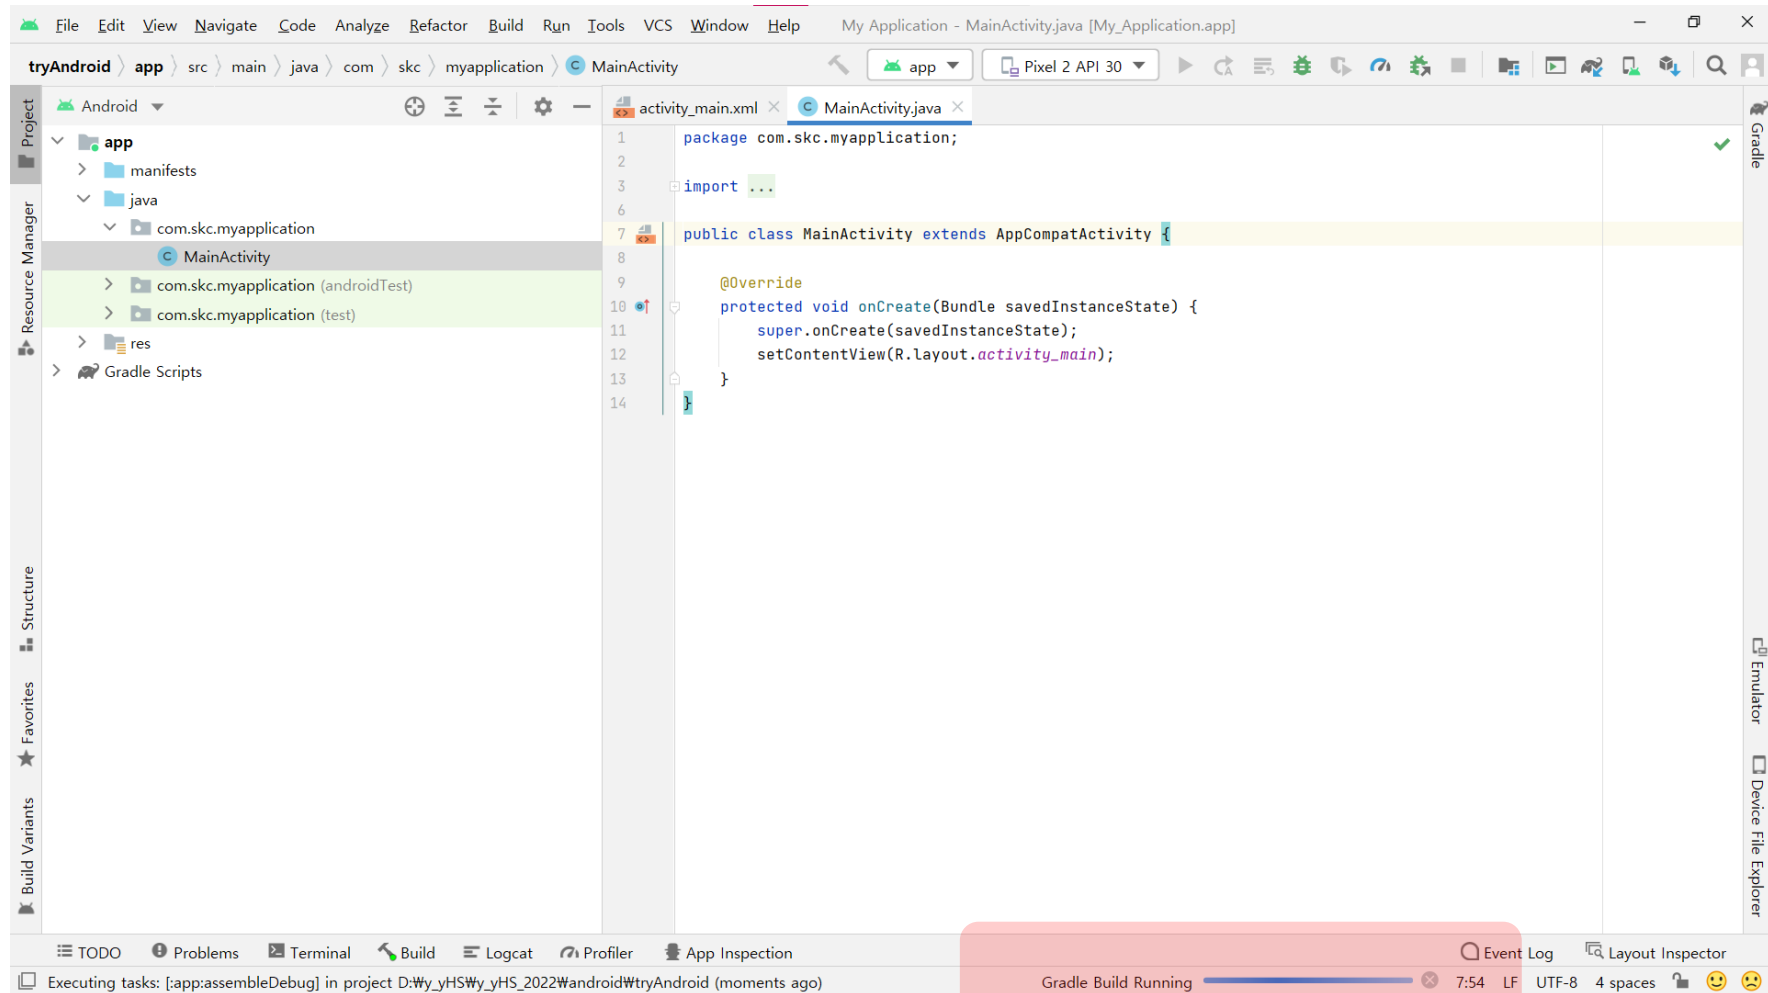 File Edit View Navigate Code Analyze Refactor Build Run Tools VCS Window Help My Application - MainActivity.java [My_Application.app]
tryAndroid app src main java com skc myapplication C MainActivity app Pixel 2 API 30
Project
Resource Manager
Structure
Favorites
Build Variants
Android
app
manifests
java
com.skc.myapplication
C MainActivity
com.skc.myapplication (androidTest)
com.skc.myapplication (test)
res
Gradle Scripts
activity_main.xml C MainActivity.java
1 package com.skc.myapplication;
2
3 import ...
6
7 public class MainActivity extends AppCompatActivity {
8
9 @Override
10 protected void onCreate(Bundle savedInstanceState) {
11 super.onCreate(savedInstanceState);
12 setContentView(R.layout.activity_main);
13 }
14 }
Gradle
Emulator
Device File Explorer
TODO Problems Terminal Build Logcat Profiler App Inspection Event Log Layout Inspector
Executing tasks: [:app:assembleDebug] in project D:₩y_yHS₩y_yHS_2022₩android₩tryAndroid (moments ago) Gradle Build Running 7:54 LF UTF-8 4 spaces